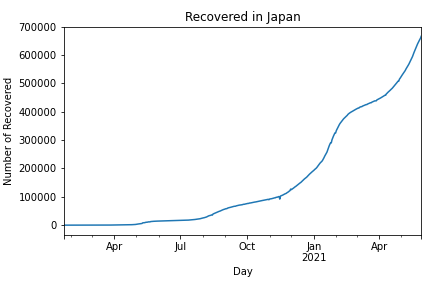 Recovered in Japan
Number of Recovered
700000
600000
500000
400000
300000
200000
100000
0
Apr
Jul
Oct
Jan
2021
Apr
Day